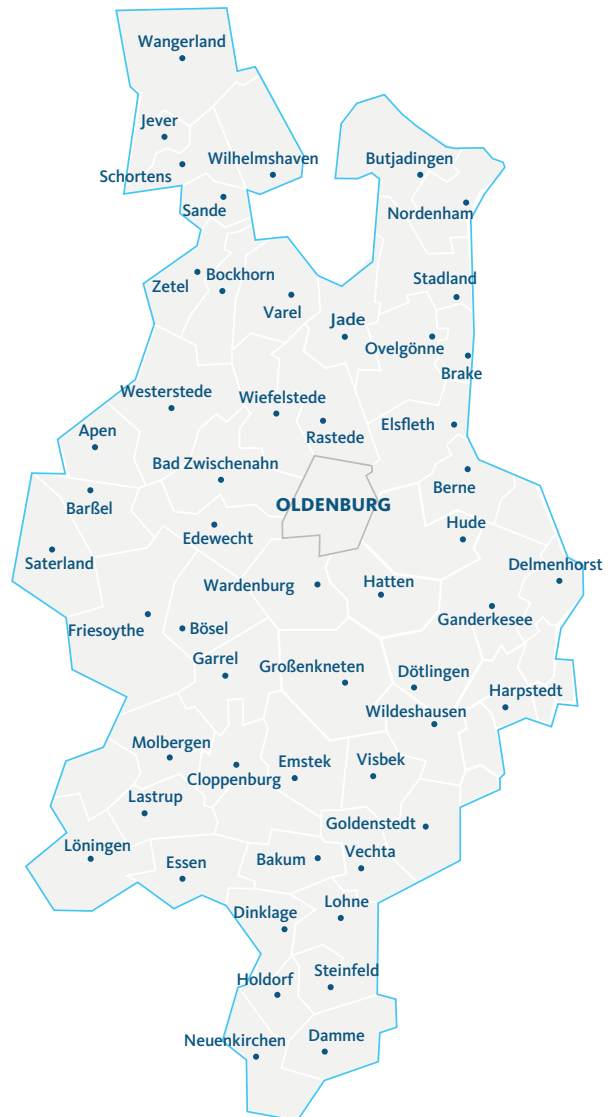 Wangerland
Jever
Schortens
Wilhelmshaven
Butjadingen
Sande
Nordenham
Zetel
Bockhorn
Varel
Stadland
Jade
Ovelgönne
Brake
Westerstede
Wiefelstede
Apen
Rastede
Elsfleth
Bad Zwischenahn
Barßel
OLDENBURG
Berne
Edewecht
Hude
Saterland
Delmenhorst
Wardenburg
Hatten
Friesoythe
Bösel
Ganderkesee
Garrel
Großenkneten
Dötlingen
Harpstedt
Wildeshausen
Molbergen
Cloppenburg
Emstek
Visbek
Lastrup
Goldenstedt
Löningen
Essen
Bakum
Vechta
Dinklage
Lohne
Holdorf
Steinfeld
Neuenkirchen
Damme